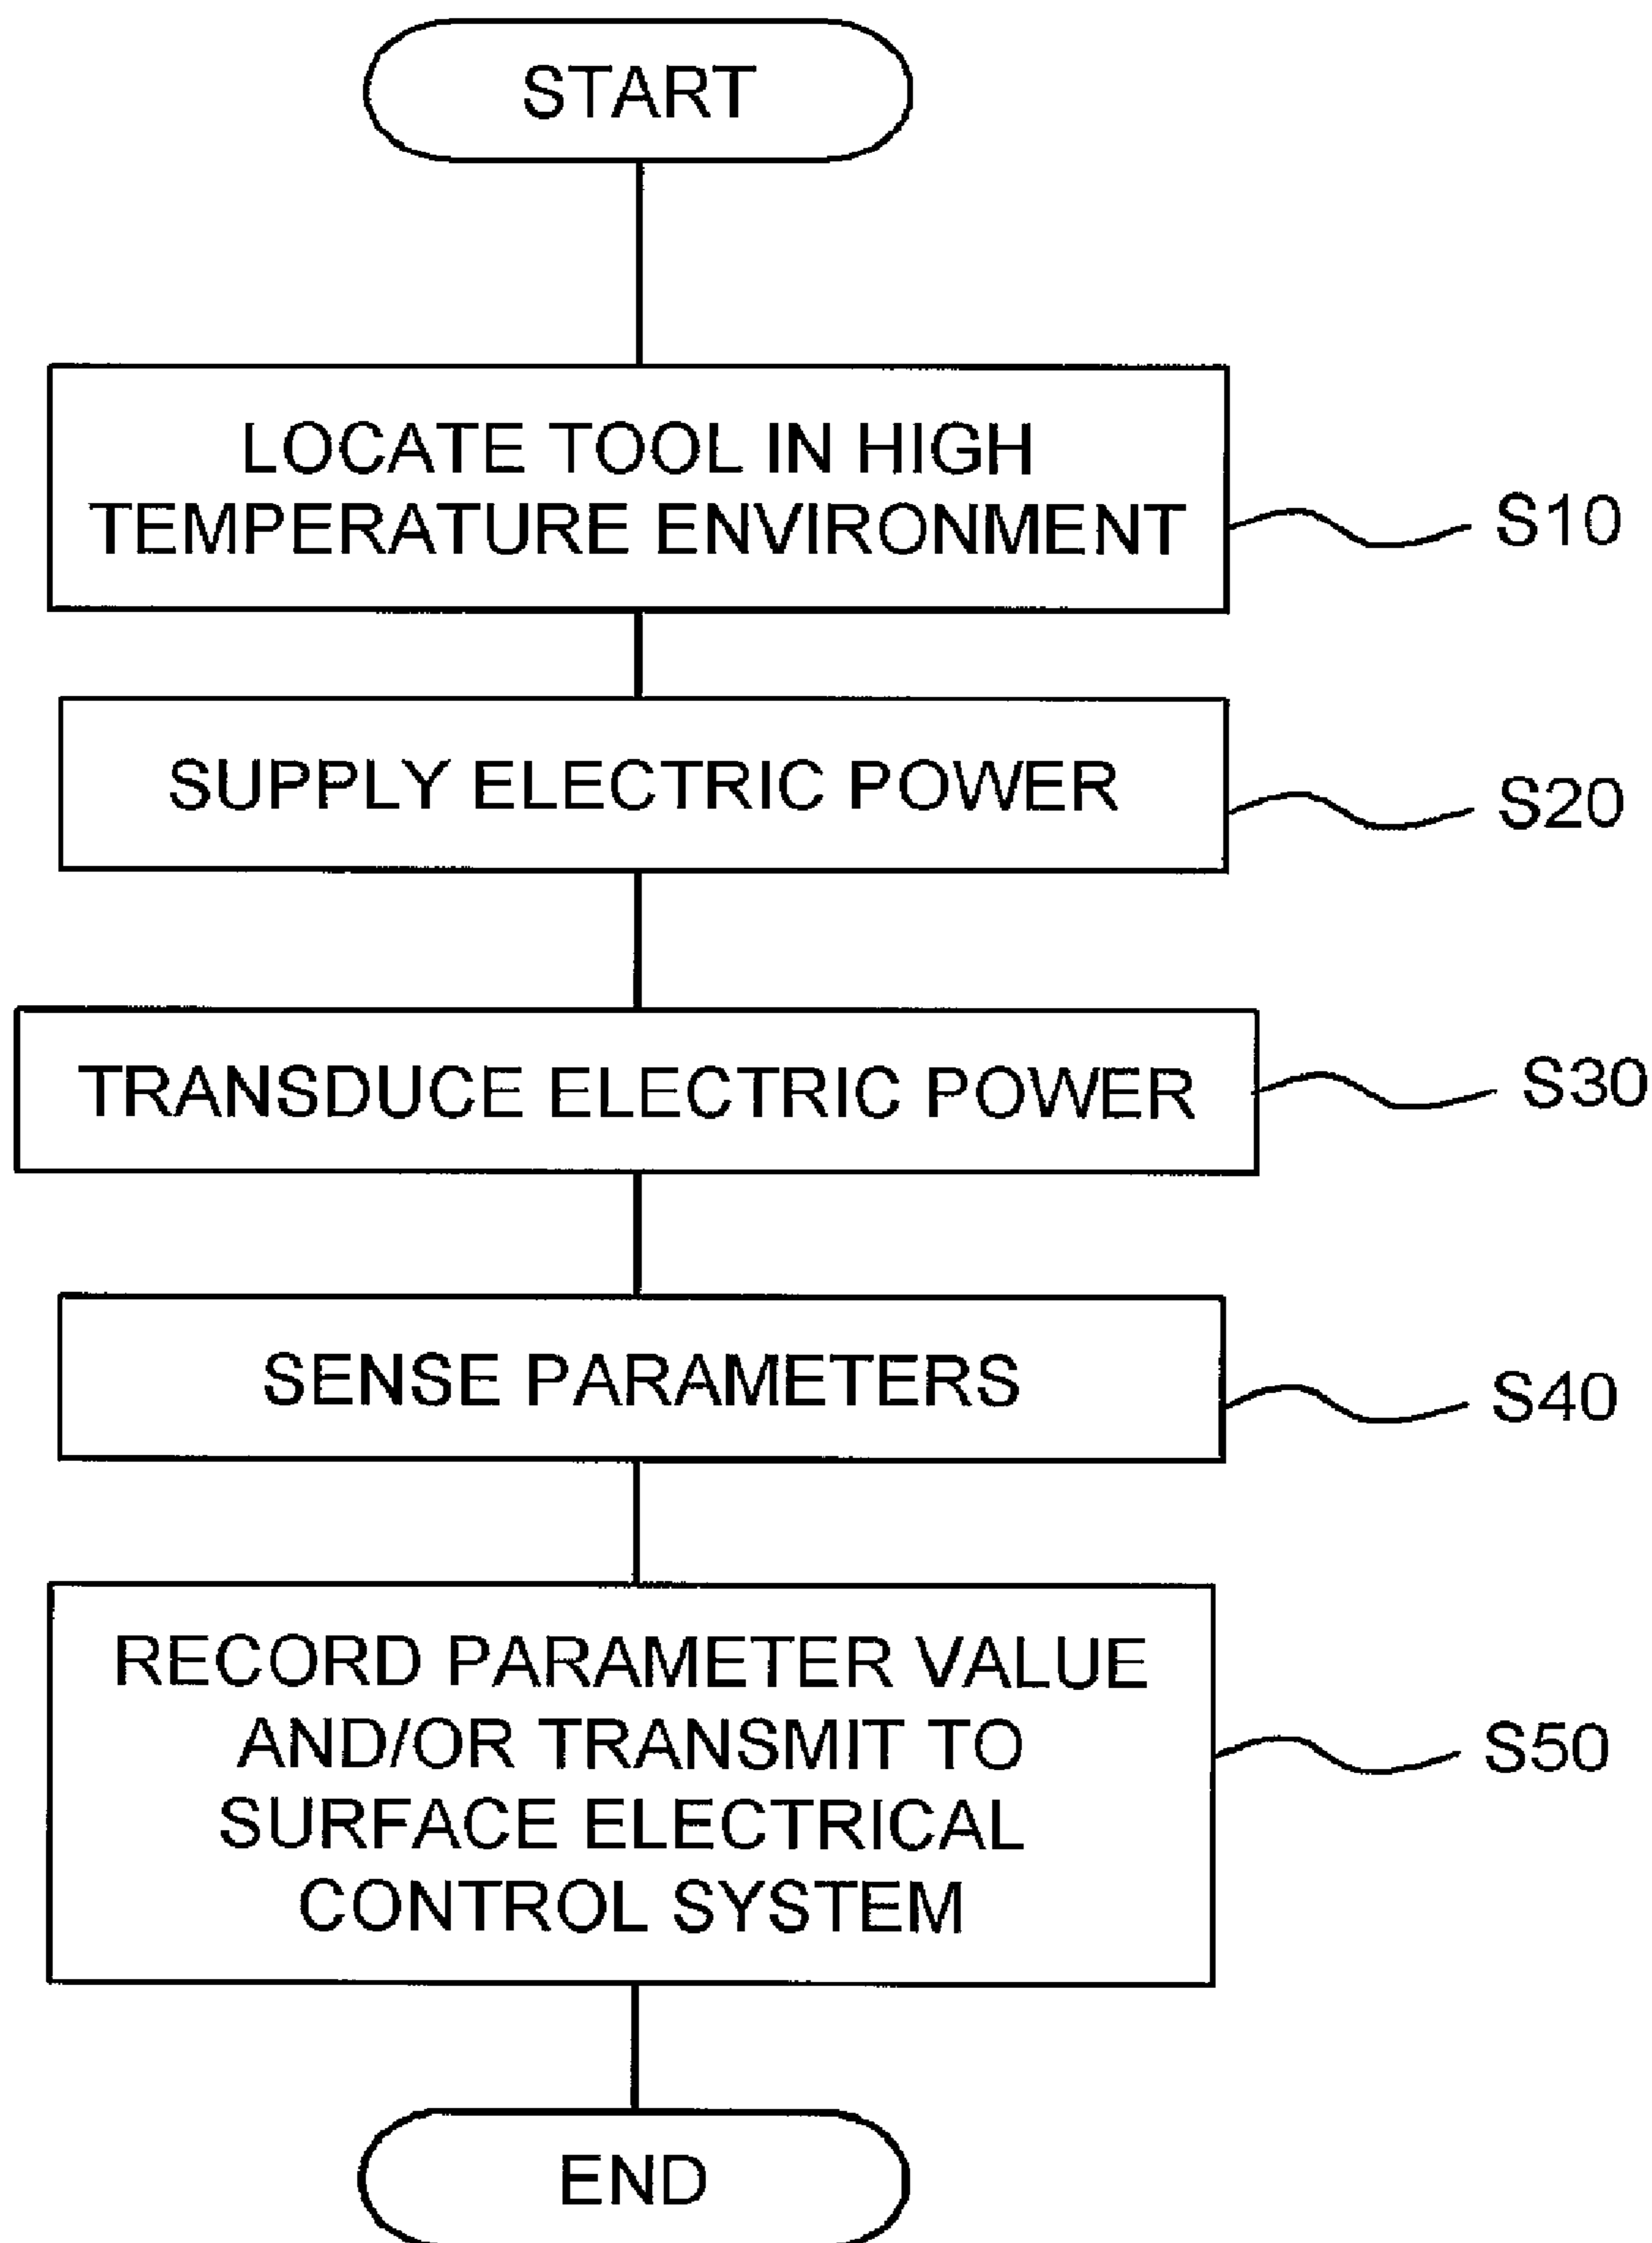 START
LOCATE TOOL IN HIGH
TEMPERATURE ENVIRONMENT
S10
SUPPLY ELECTRIC POWER
S20
TRANSDUCE ELECTRIC POWER
S30
SENSE PARAMETERS
S40
RECORD PARAMETER VALUE
AND/OR TRANSMIT TO
SURFACE ELECTRICAL
CONTROL SYSTEM
S50
END